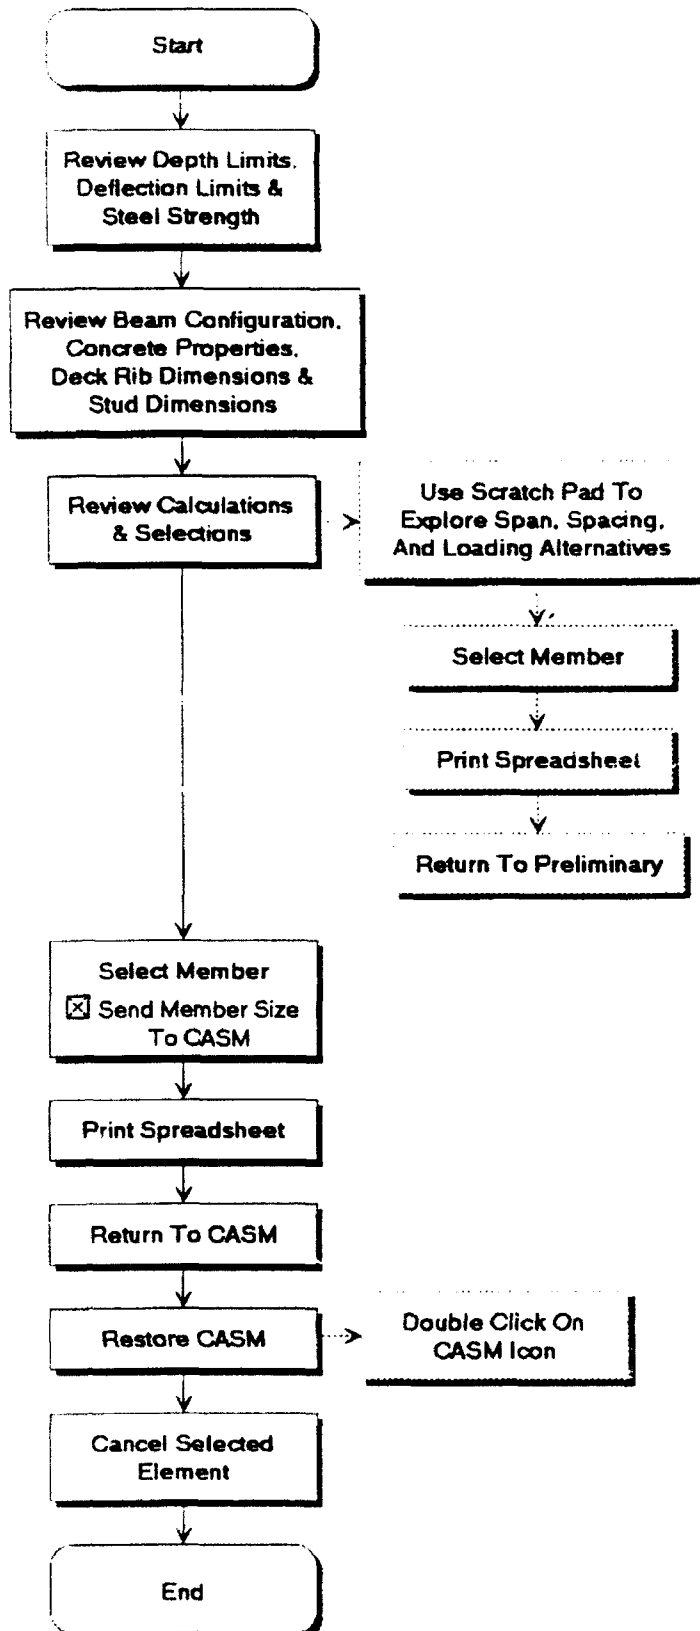 Start
Review Depth Limits,
Deflection Limits &
Steel Strength
Review Beam Configuration,
Concrete Properties,
Deck Rib Dimensions &
Stud Dimensions
Review Calculations
& Selections
Use Scratch Pad To
Explore Span, Spacing,
And Loading Alternatives
Select Member
Print Spreadsheet
Return To Preliminary
Select Member
Send Member Size
To CASM
Print Spreadsheet
Return To CASM
Restore CASM
Double Click On
CASM Icon
Cancel Selected
Element
End